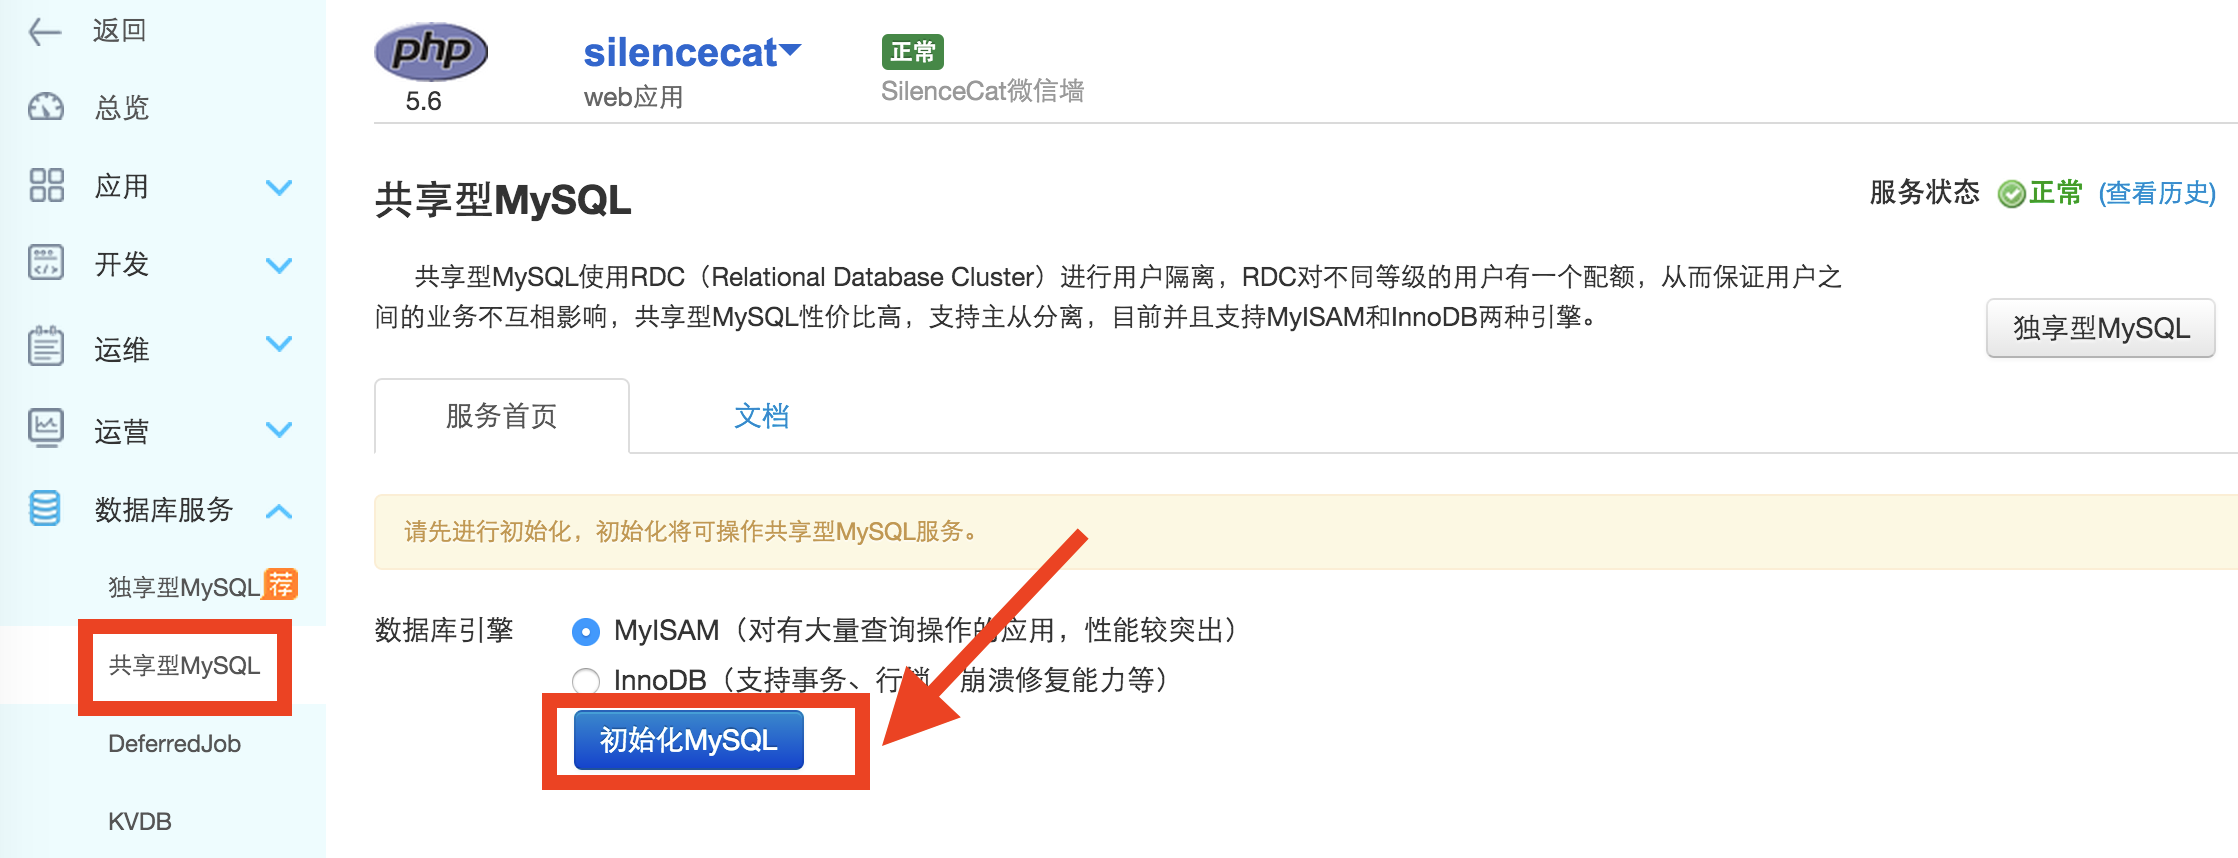 返回
总览
应用
开发
运维
运营
数据库服务
独享型MySQL荐
共享型MySQL
DeferredJob
KVDB
php
5.6
silencecat
web应用
正常
SilenceCat微信墙
共享型MySQL
服务状态 正常 (查看历史)
共享型MySQL使用RDC（Relational Database Cluster）进行用户隔离，RDC对不同等级的用户有一个配额，从而保证用户之
间的业务不互相影响，共享型MySQL性价比高，支持主从分离，目前并且支持MyISAM和InnoDB两种引擎。
独享型MySQL
服务首页 文档
请先进行初始化，初始化将可操作共享型MySQL服务。
数据库引擎 MyISAM（对有大量查询操作的应用，性能较突出）
InnoDB（支持事务、行锁、崩溃修复能力等）
初始化MySQL